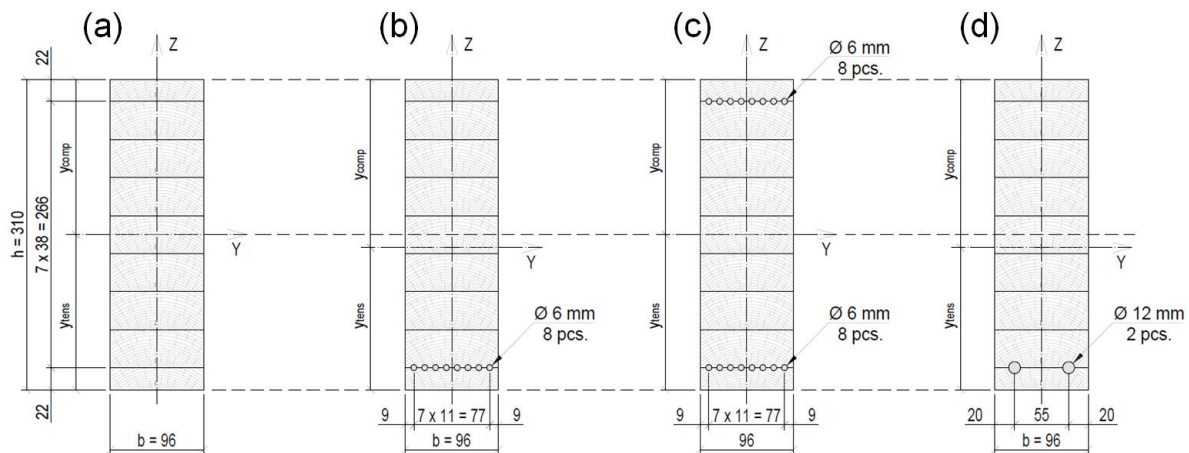 (a)
(b)
(c)
(d)
Z
Z
Z
Z
22
Ø 6 mm
8 pcs.
h = 310
7 x 38 = 266
ycomp
ycomp
ycomp
ycomp
Y
Y
Y
Y
ytens
ytens
ytens
ytens
Ø 6 mm
8 pcs.
Ø 6 mm
8 pcs.
Ø 12 mm
2 pcs.
22
9
7 x 11 = 77
9
9
7 x 11 = 77
9
20
55
20
b = 96
b = 96
96
b = 96